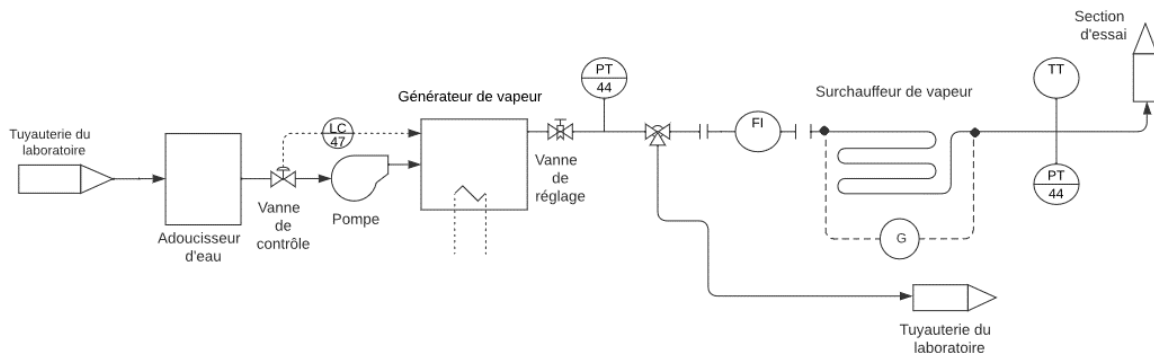 Tuyauterie du
laboratoire
Adoucisseur
d'eau
Vanne
de
contrôle
LC
47
Pompe
Générateur de vapeur
Vanne
de
réglage
PT
44
FI
Surchauffeur de vapeur
G
TT
PT
44
Section
d'essai
Tuyauterie du
laboratoire